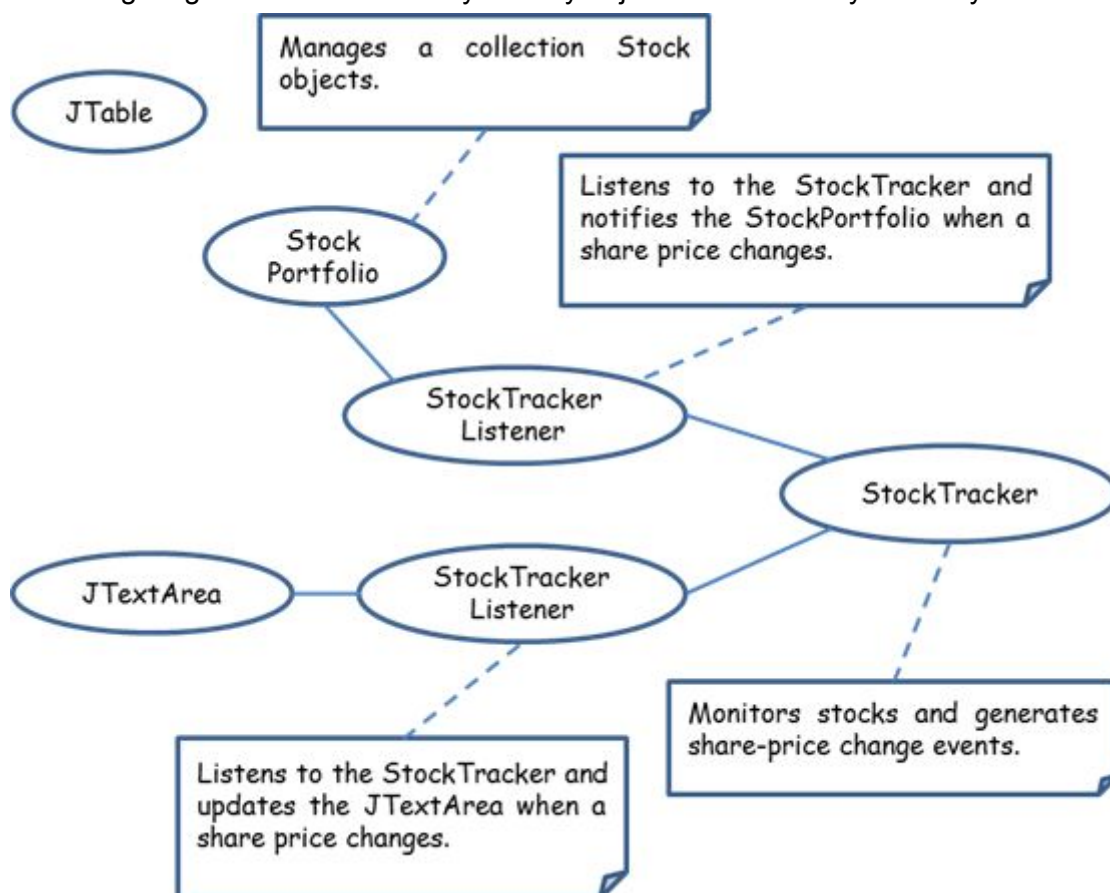 Manages a collection Stock
objects.
JTable
Listens to the StockTracker and
notifies the StockPortfolio when a
share price changes.
Stock
Portfolio
StockTracker
Listener
StockTracker
JTextArea
StockTracker
Listener
Monitors stocks and generates
share-price change events.
Listens to the StockTracker and
updates the JTextArea when a
share price changes.